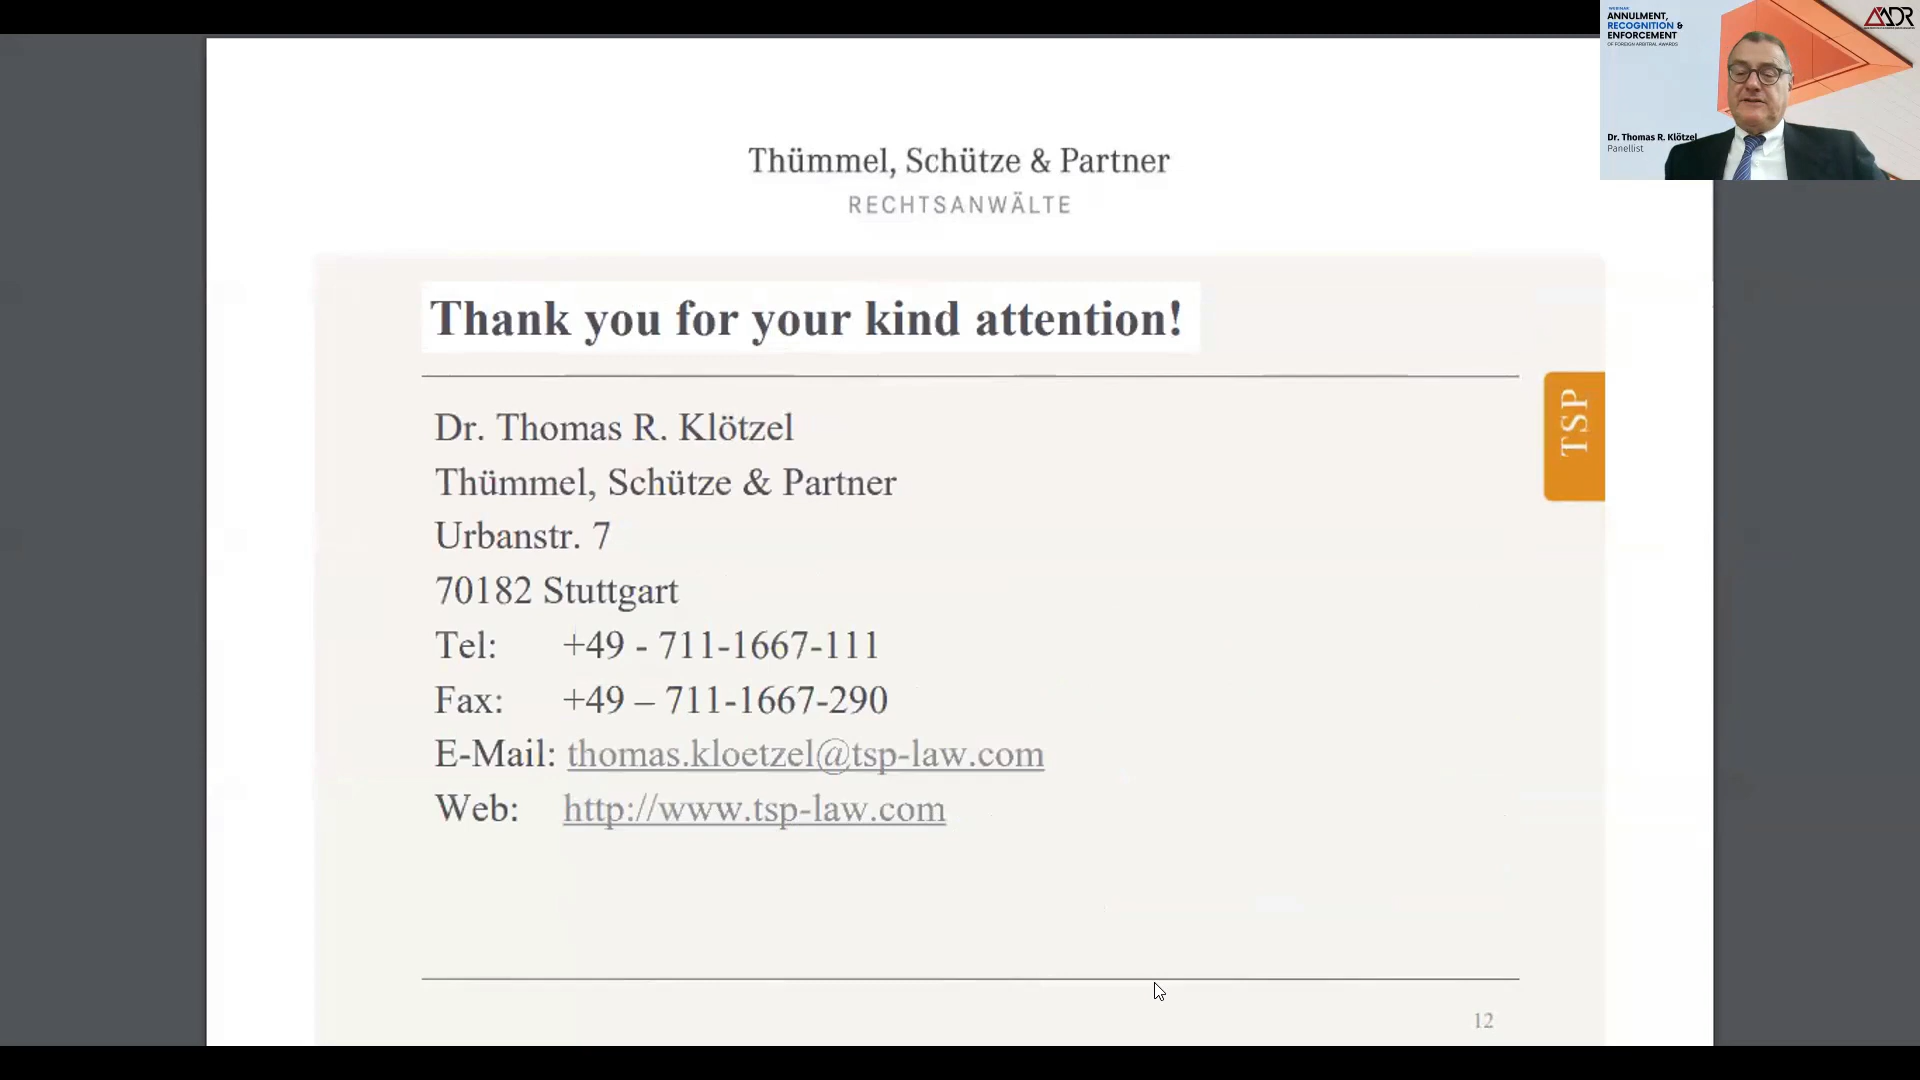 WEBINAR
ANNULMENT,
RECOGNITION &
ENFORCEMENT
OF FOREIGN ARBITRAL AWARDS
Dr. Thomas R. Klötzel
Panellist
Thümmel, Schütze & Partner
RECHTSANWÄLTE
Thank you for your kind attention!
TSP
Dr. Thomas R. Klötzel
Thümmel, Schütze & Partner
Urbanstr. 7
70182 Stuttgart
Tel: +49 - 711-1667-111
Fax: +49 – 711-1667-290
E-Mail: thomas.kloetzel@tsp-law.com
Web: http://www.tsp-law.com
12